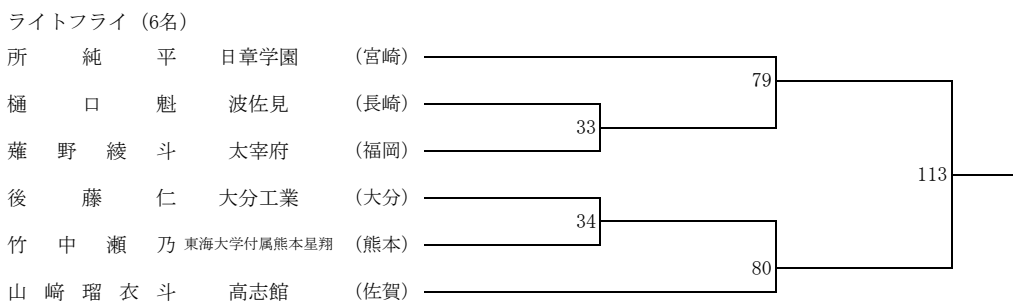 ライトフライ（6名）
所純平 日章学園 （宮崎）
79
樋口魁 波佐見 （長崎）
33
薙野綾斗 太宰府 （福岡）
113
後藤仁 大分工業 （大分）
34
竹中瀬乃 東海大学付属熊本星翔 （熊本）
80
山﨑瑠衣斗 高志館 （佐賀）